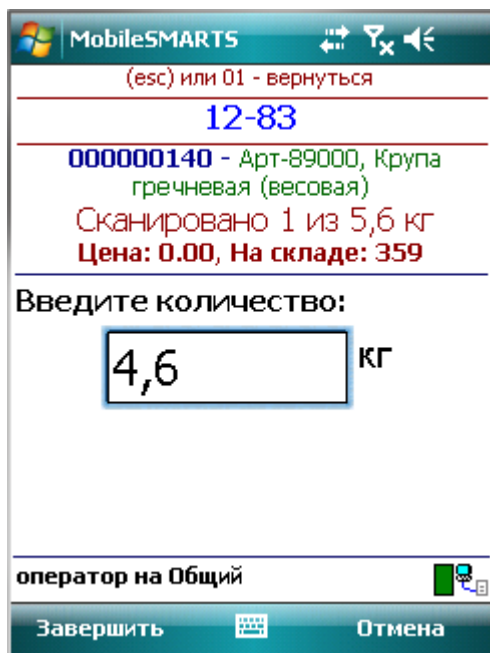 MobileSMARTS
(esc) или 01 - вернуться
12-83
000000140 - Арт-89000, Крупа
гречневая (весовая)
Сканировано 1 из 5,6 кг
Цена: 0.00, На складе: 359
Введите количество:
4,6 кг
оператор на Общий
Завершить Отмена